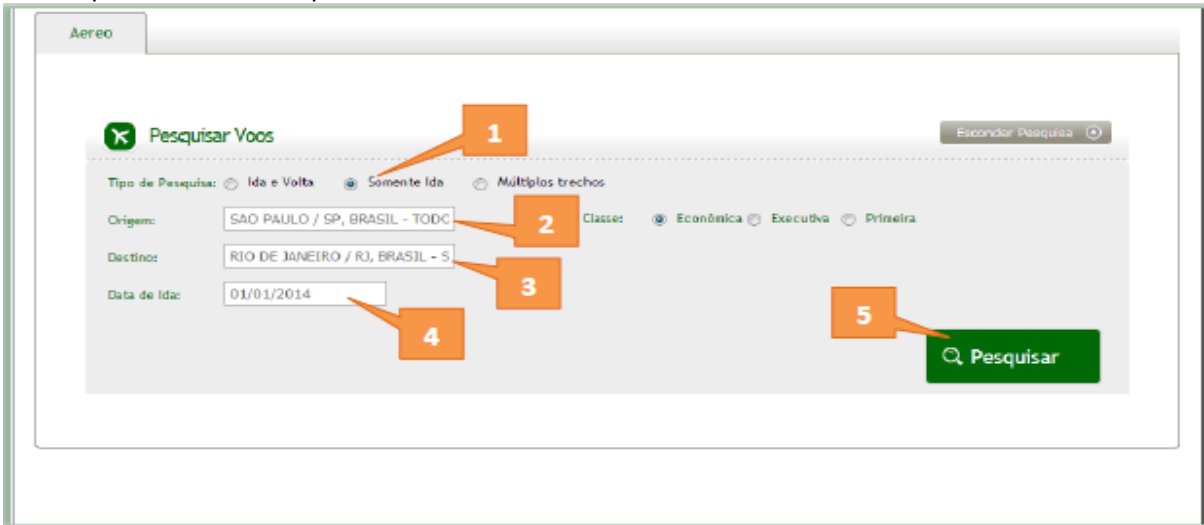 Aereo
Pesquisar Voos
1
Esconder Pesquisa
Tipo de Pesquisa: Ida e Volta Somente Ida Múltiplos trechos
Origem: SAO PAULO / SP, BRASIL - TODO 2 Classe: Econômica Executiva Primeira
Destino: RIO DE JANEIRO / RJ, BRASIL - S
3
Data de Ida: 01/01/2014
5
4
Pesquisar